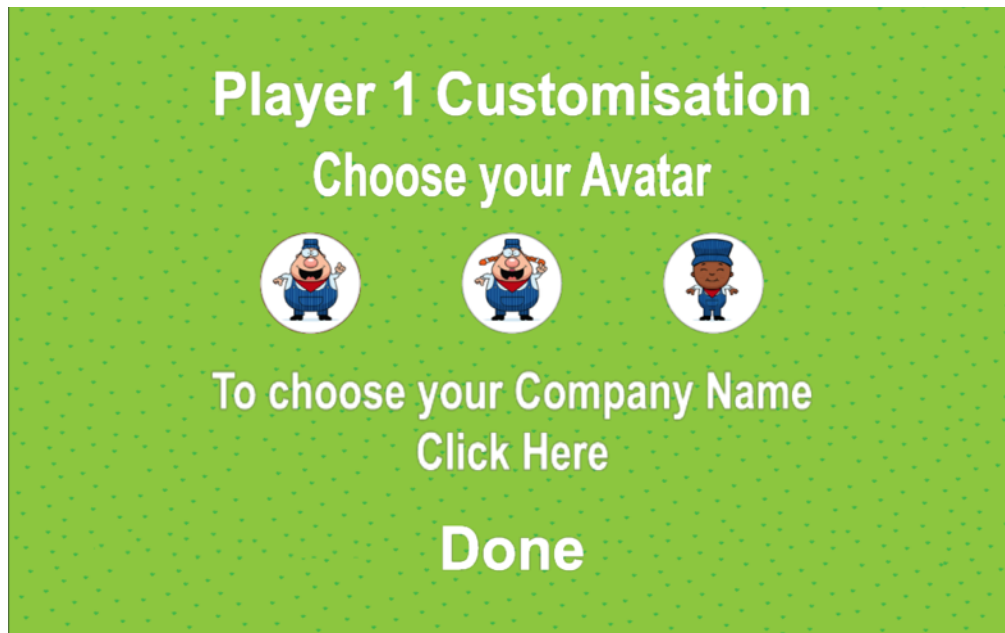 Player 1 Customisation
Choose your Avatar
To choose your Company Name
Click Here
Done